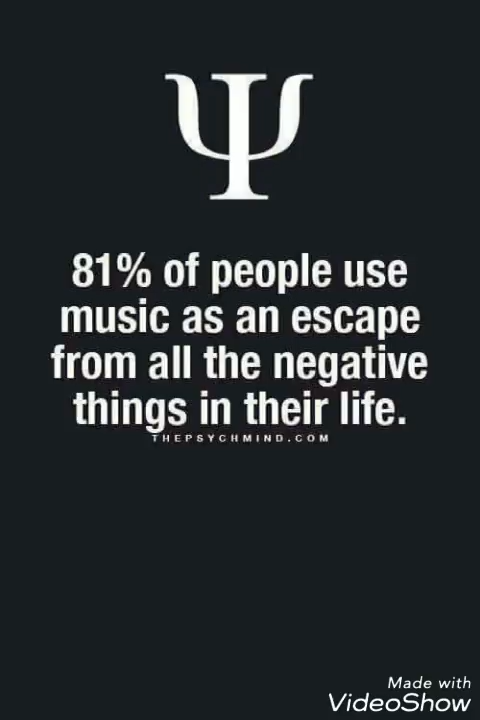 Ψ
81% of people use
music as an escape
from all the negative
things in their life.
THEPSYCHMIND.COM
Made with
VideoShow